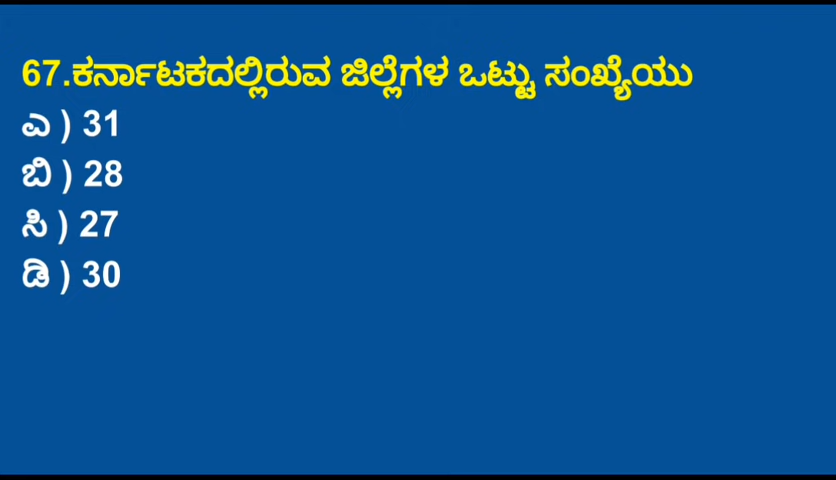 67.ಕರ್ನಾಟಕದಲ್ಲಿರುವ ಜಿಲ್ಲೆಗಳ ಒಟ್ಟು ಸಂಖ್ಯೆಯು
ಎ ) 31
ಬಿ ) 28
ಸಿ ) 27
ಡಿ ) 30